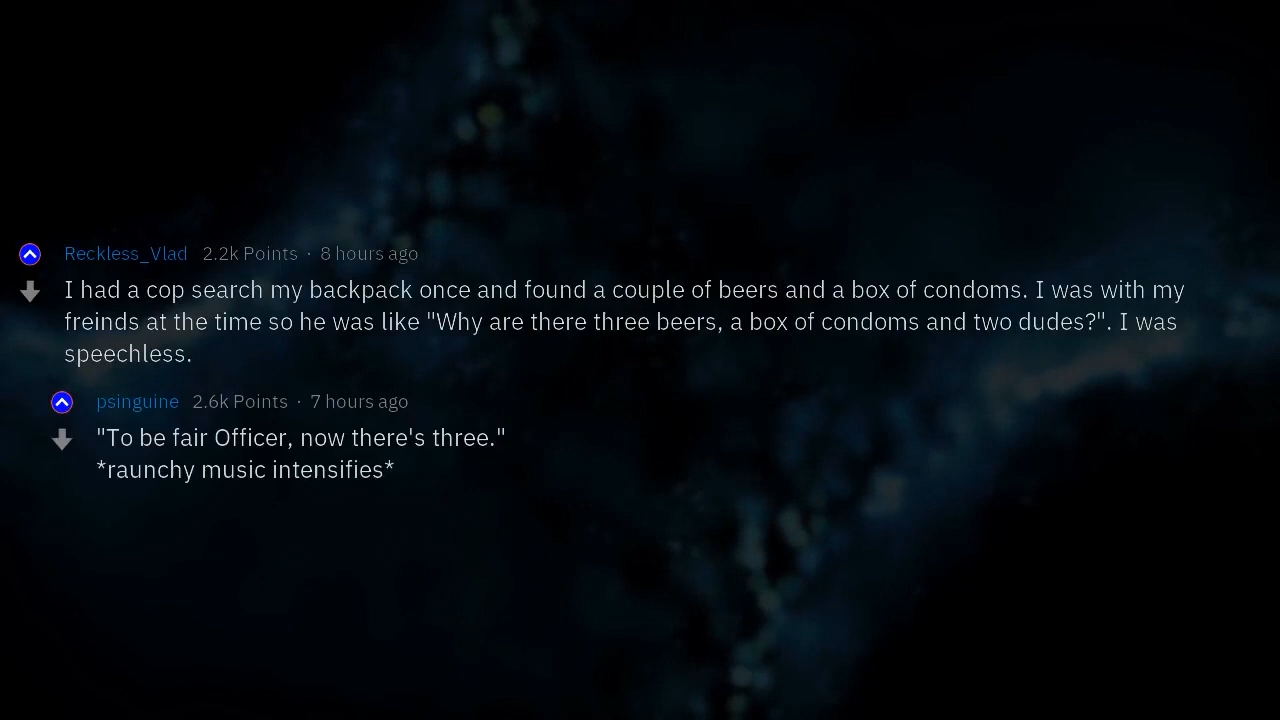 Reckless_Vlad 2.2k Points · 8 hours ago
I had a cop search my backpack once and found a couple of beers and a box of condoms. I was with my
freinds at the time so he was like "Why are there three beers, a box of condoms and two dudes?". I was
speechless.
psinguine 2.6k Points · 7 hours ago
"To be fair Officer, now there's three."
*raunchy music intensifies*